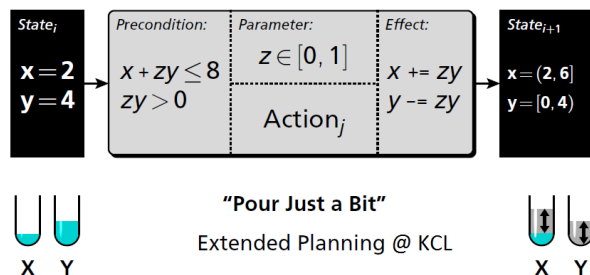 State_i
x=2
y=4
Precondition:
x + zy ≤ 8
zy > 0
Parameter:
z ∈ [0, 1]
Action_j
Effect:
x += zy
y -= zy
State_{i+1}
x=(2, 6]
y=[0, 4)
X Y
"Pour Just a Bit"
Extended Planning @ KCL
X Y